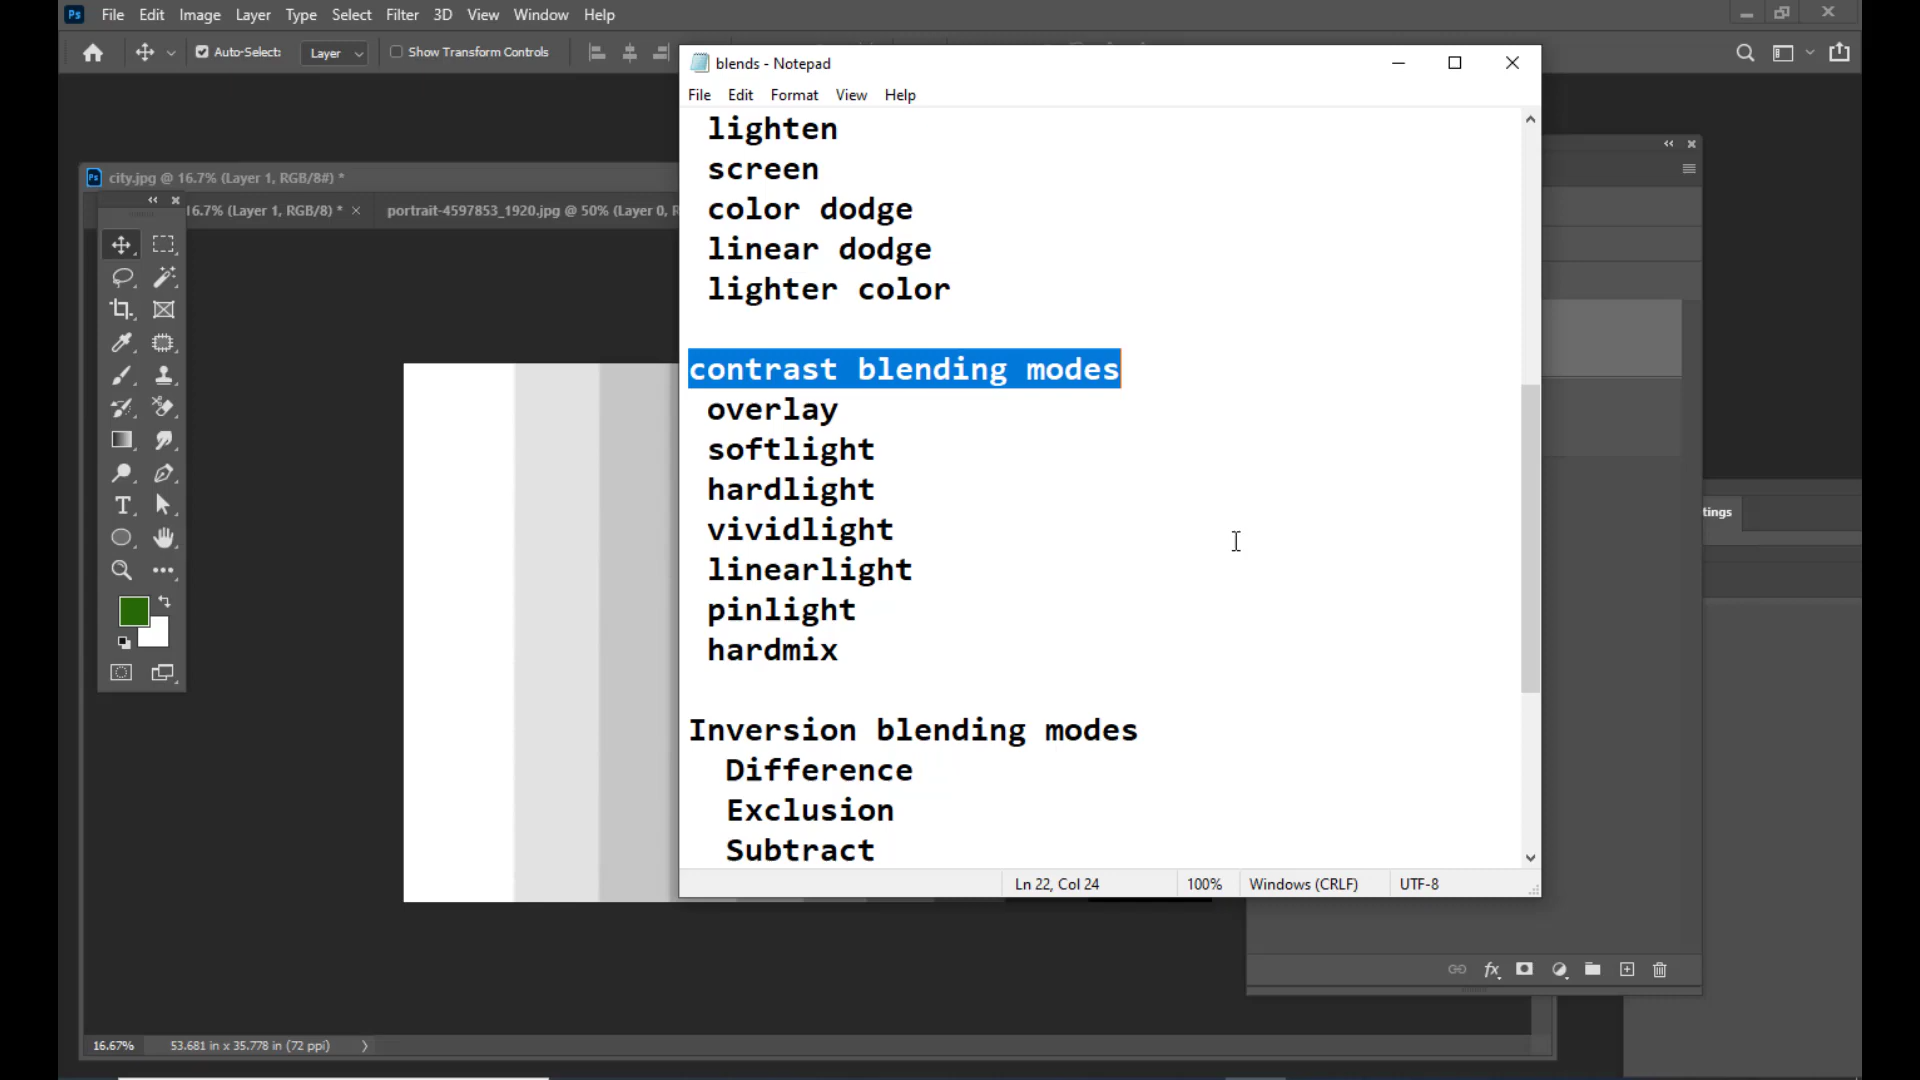 Ps File Edit Image Layer Type Select Filter 3D View Window Help
Auto-Select: Layer Show Transform Controls
blends - Notepad
File Edit Format View Help
lighten
screen
color dodge
linear dodge
lighter color
contrast blending modes
overlay
softlight
hardlight
vividlight
linearlight
pinlight
hardmix
Inversion blending modes
Difference
Exclusion
Subtract
Ln 22, Col 24 100% Windows (CRLF) UTF-8
Ps city.jpg @ 16.7% (Layer 1, RGB/8#) *
16.7% (Layer 1, RGB/8) * × portrait-4597853_1920.jpg @ 50% (Layer 0, R
tings
fx
16.67% 53.681 in x 35.778 in (72 ppi)